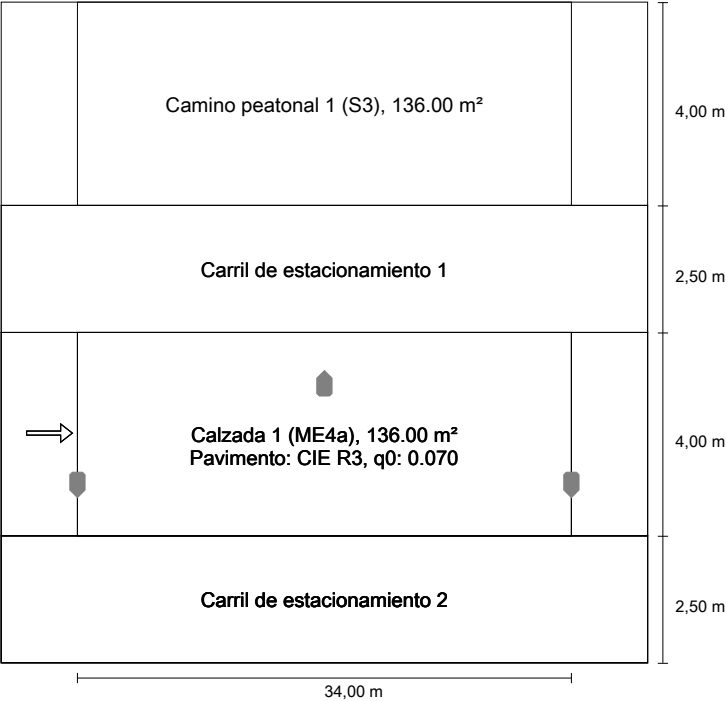 Camino peatonal 1 (S3), 136.00 m²
4,00 m
Carril de estacionamiento 1
2,50 m
Calzada 1 (ME4a), 136.00 m²
Pavimento: CIE R3, q0: 0.070
4,00 m
Carril de estacionamiento 2
2,50 m
34,00 m